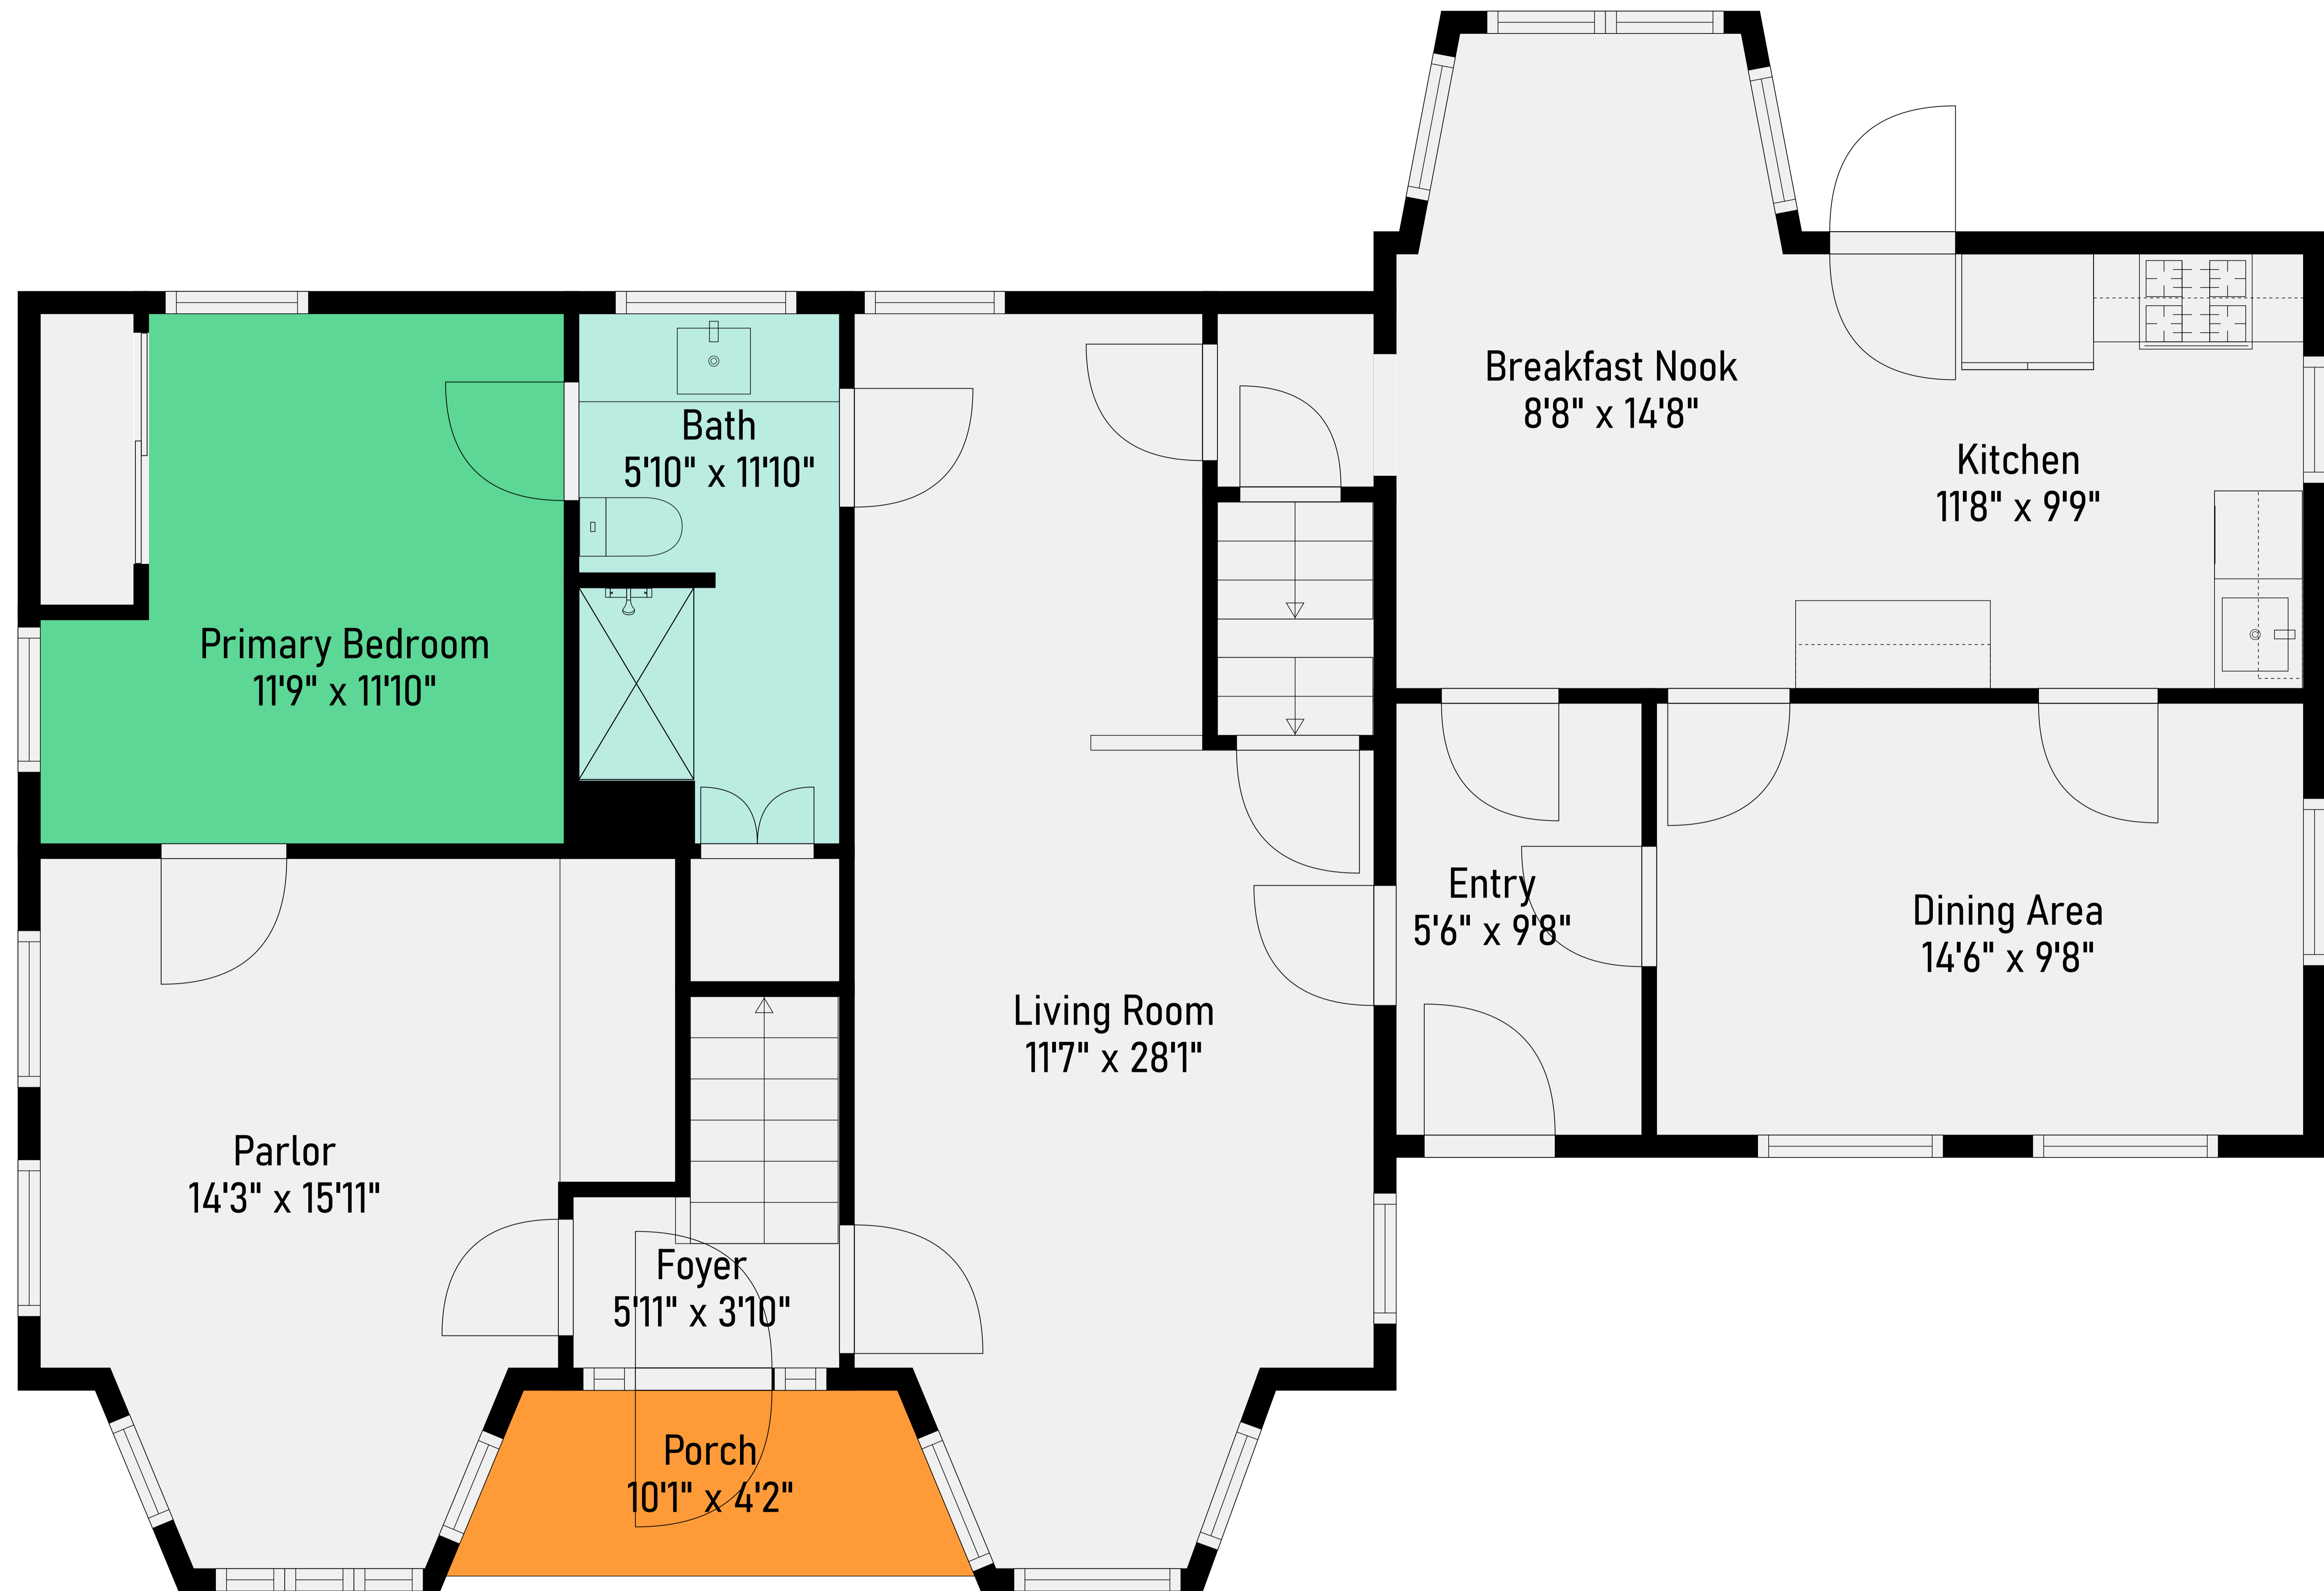 Breakfast Nook
8'8" x 14'8"
Kitchen
11'8" x 9'9"
Bath
5'10" x 11'10"
Primary Bedroom
11'9" x 11'10"
Entry
5'6" x 9'8"
Dining Area
14'6" x 9'8"
Living Room
11'7" x 28'1"
Parlor
14'3" x 15'11"
Foyer
5'11" x 3'10"
Porch
10'1" x 4'2"